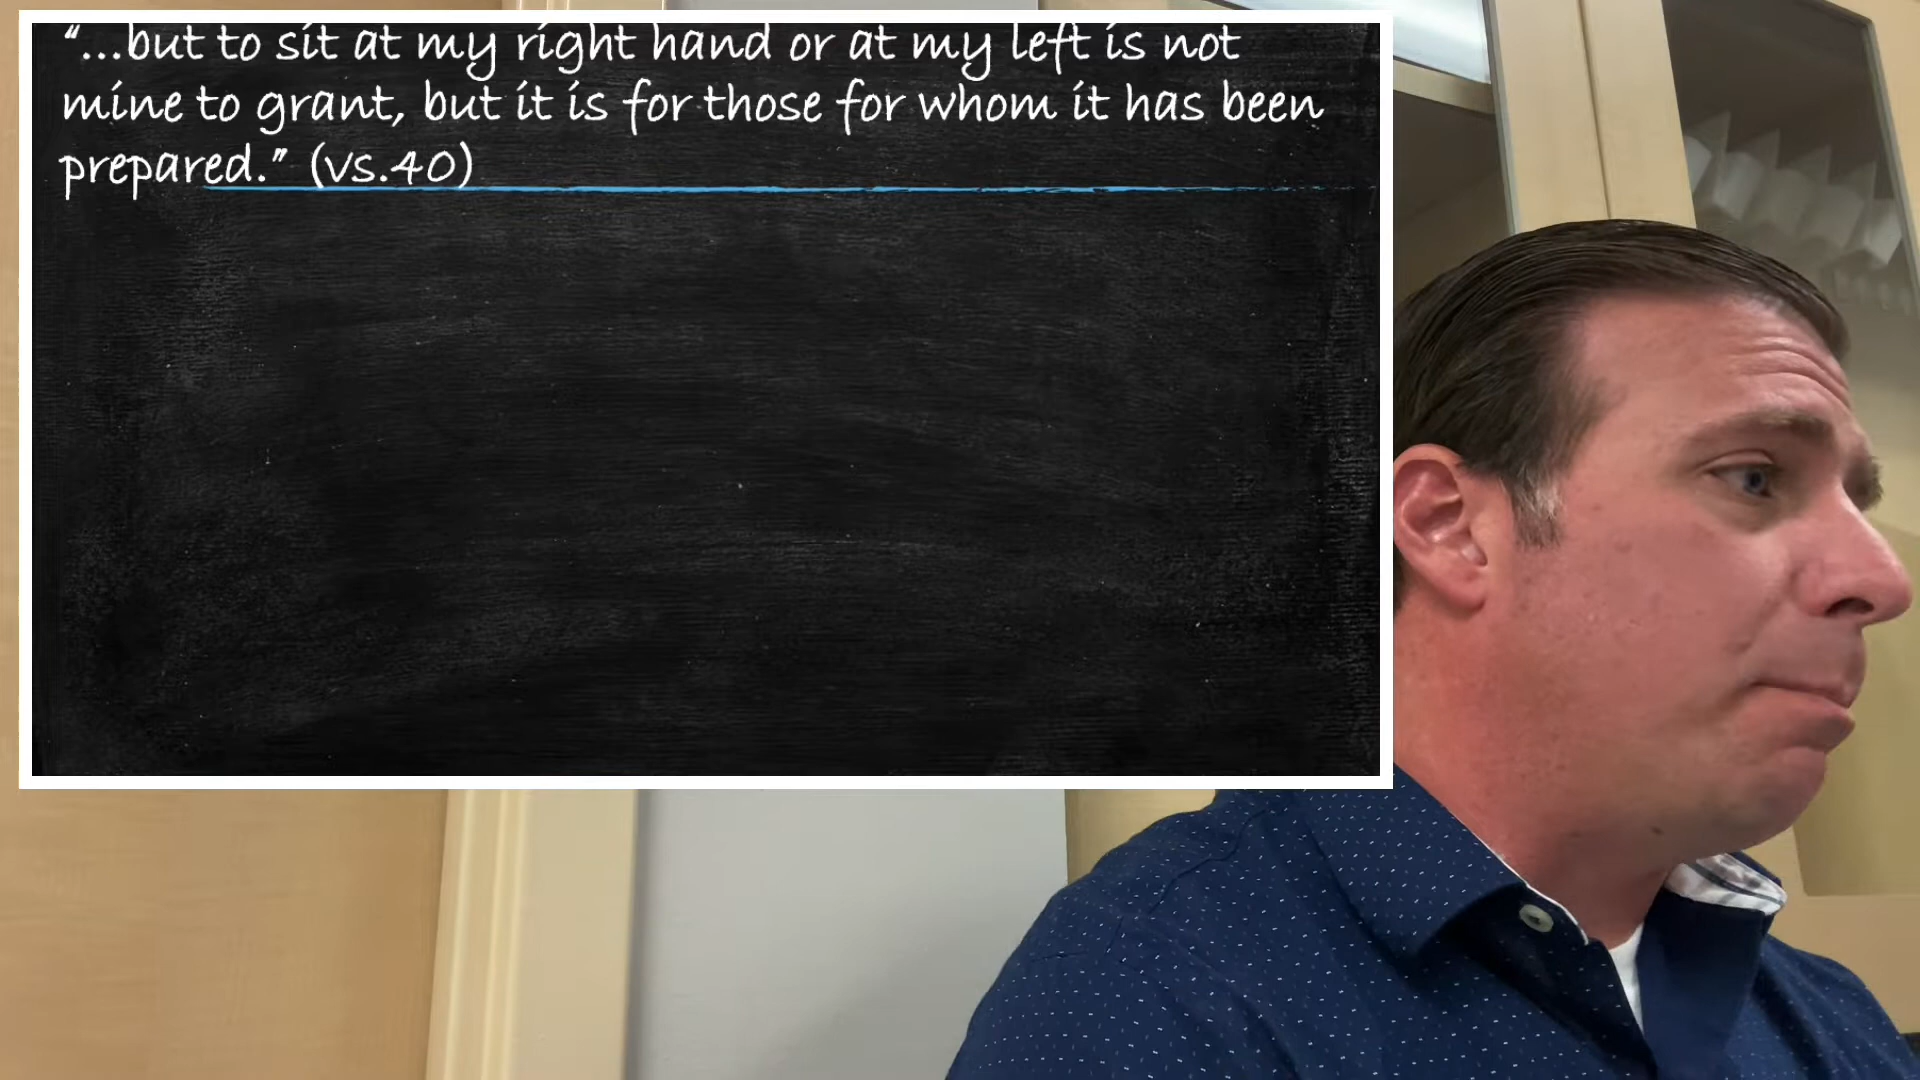 “...but to sit at my right hand or at my left is not
mine to grant, but it is for those for whom it has been
prepared.” (vs.40)